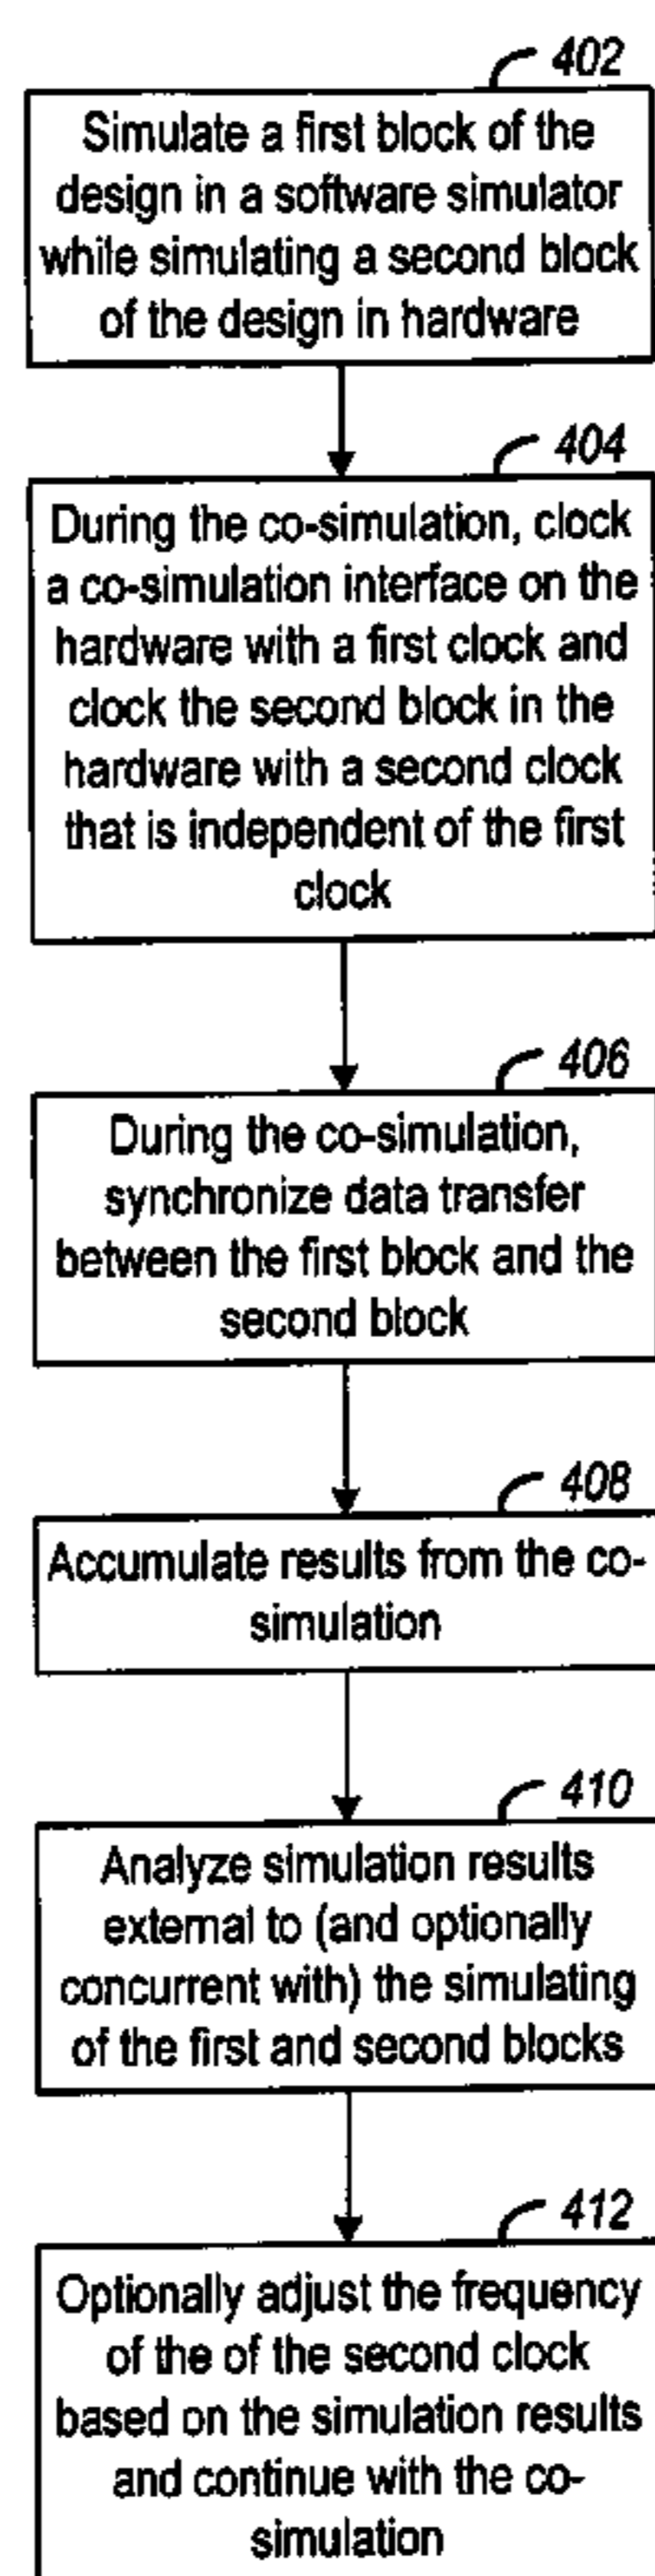 402
Simulate a first block of the
design in a software simulator
while simulating a second block
of the design in hardware
404
During the co-simulation, clock
a co-simulation interface on the
hardware with a first clock and
clock the second block in the
hardware with a second clock
that is independent of the first
clock
406
During the co-simulation,
synchronize data transfer
between the first block and the
second block
408
Accumulate results from the co-
simulation
410
Analyze simulation results
external to (and optionally
concurrent with) the simulating
of the first and second blocks
412
Optionally adjust the frequency
of the of the second clock
based on the simulation results
and continue with the co-
simulation